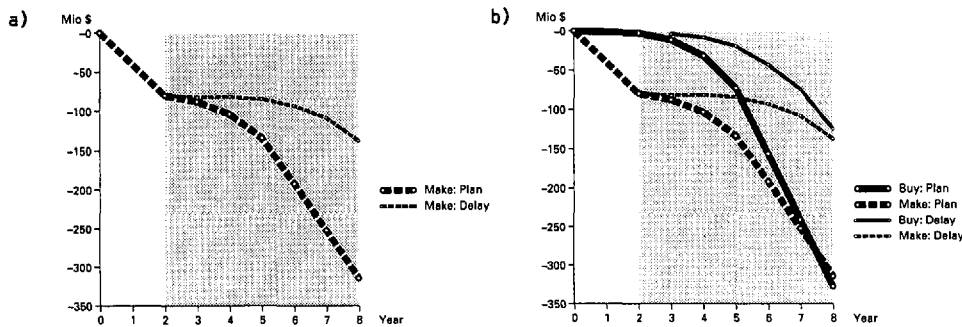 a)
Mio $
-0
-50
-100
-150
-200
-250
-300
-350
0 1 2 3 4 5 6 7 8 Year
Make: Plan
Make: Delay
b)
Mio $
-0
-50
-100
-150
-200
-250
-300
-350
0 1 2 3 4 5 6 7 8 Year
Buy: Plan
Make: Plan
Buy: Delay
Make: Delay